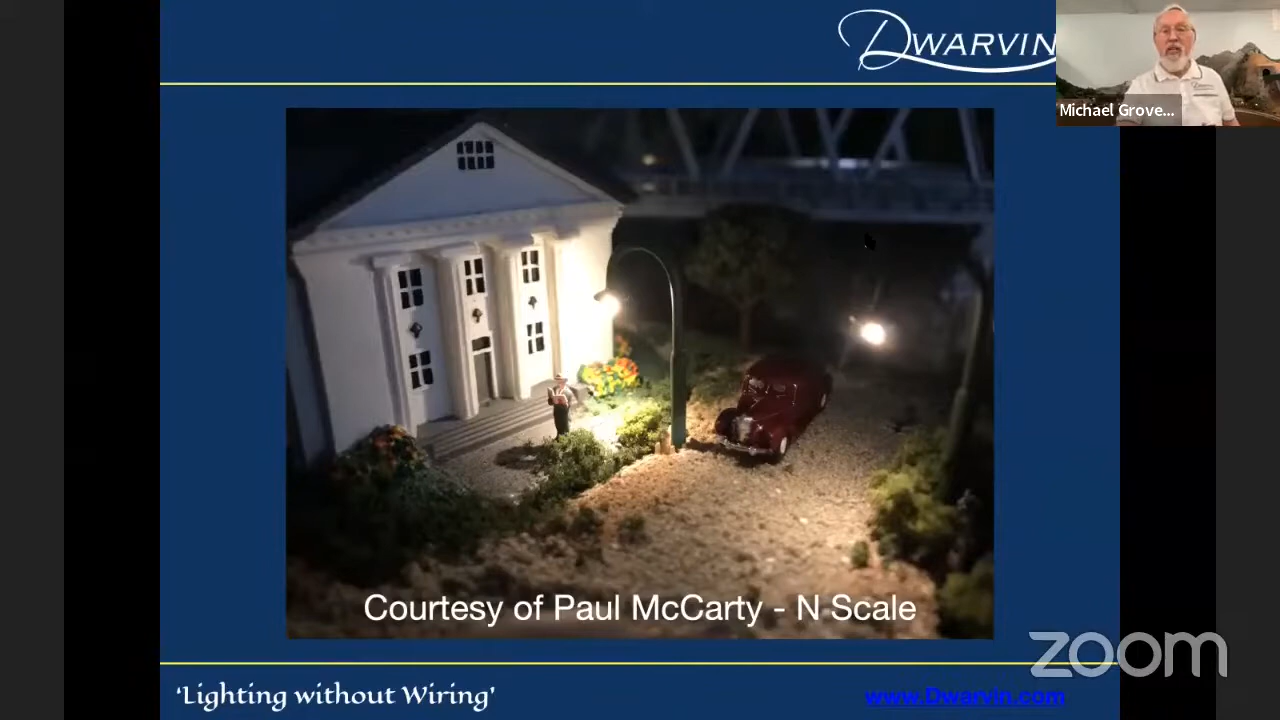 DWARVIN
Michael Grove...
Courtesy of Paul McCarty - N Scale
zoom
'Lighting without Wiring'
www.Dwarvin.com